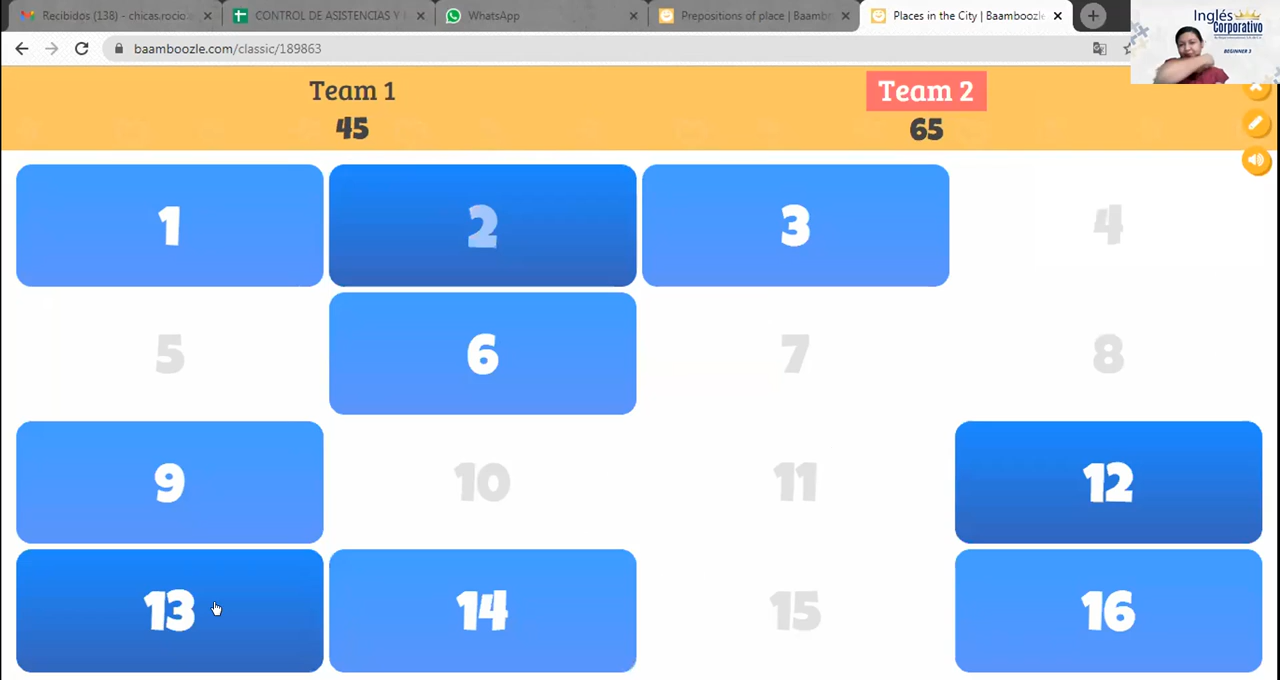 Recibidos (138) - chicas.rocio
CONTROL DE ASISTENCIAS Y
WhatsApp
Prepositions of place | Baamb
Places in the City | Baamboozle
baamboozle.com/classic/189863
Inglés
Corporativo
BEGINNER 3
Team 1
Team 2
45
65
1
2
3
4
5
6
7
8
9
10
11
12
13
14
15
16